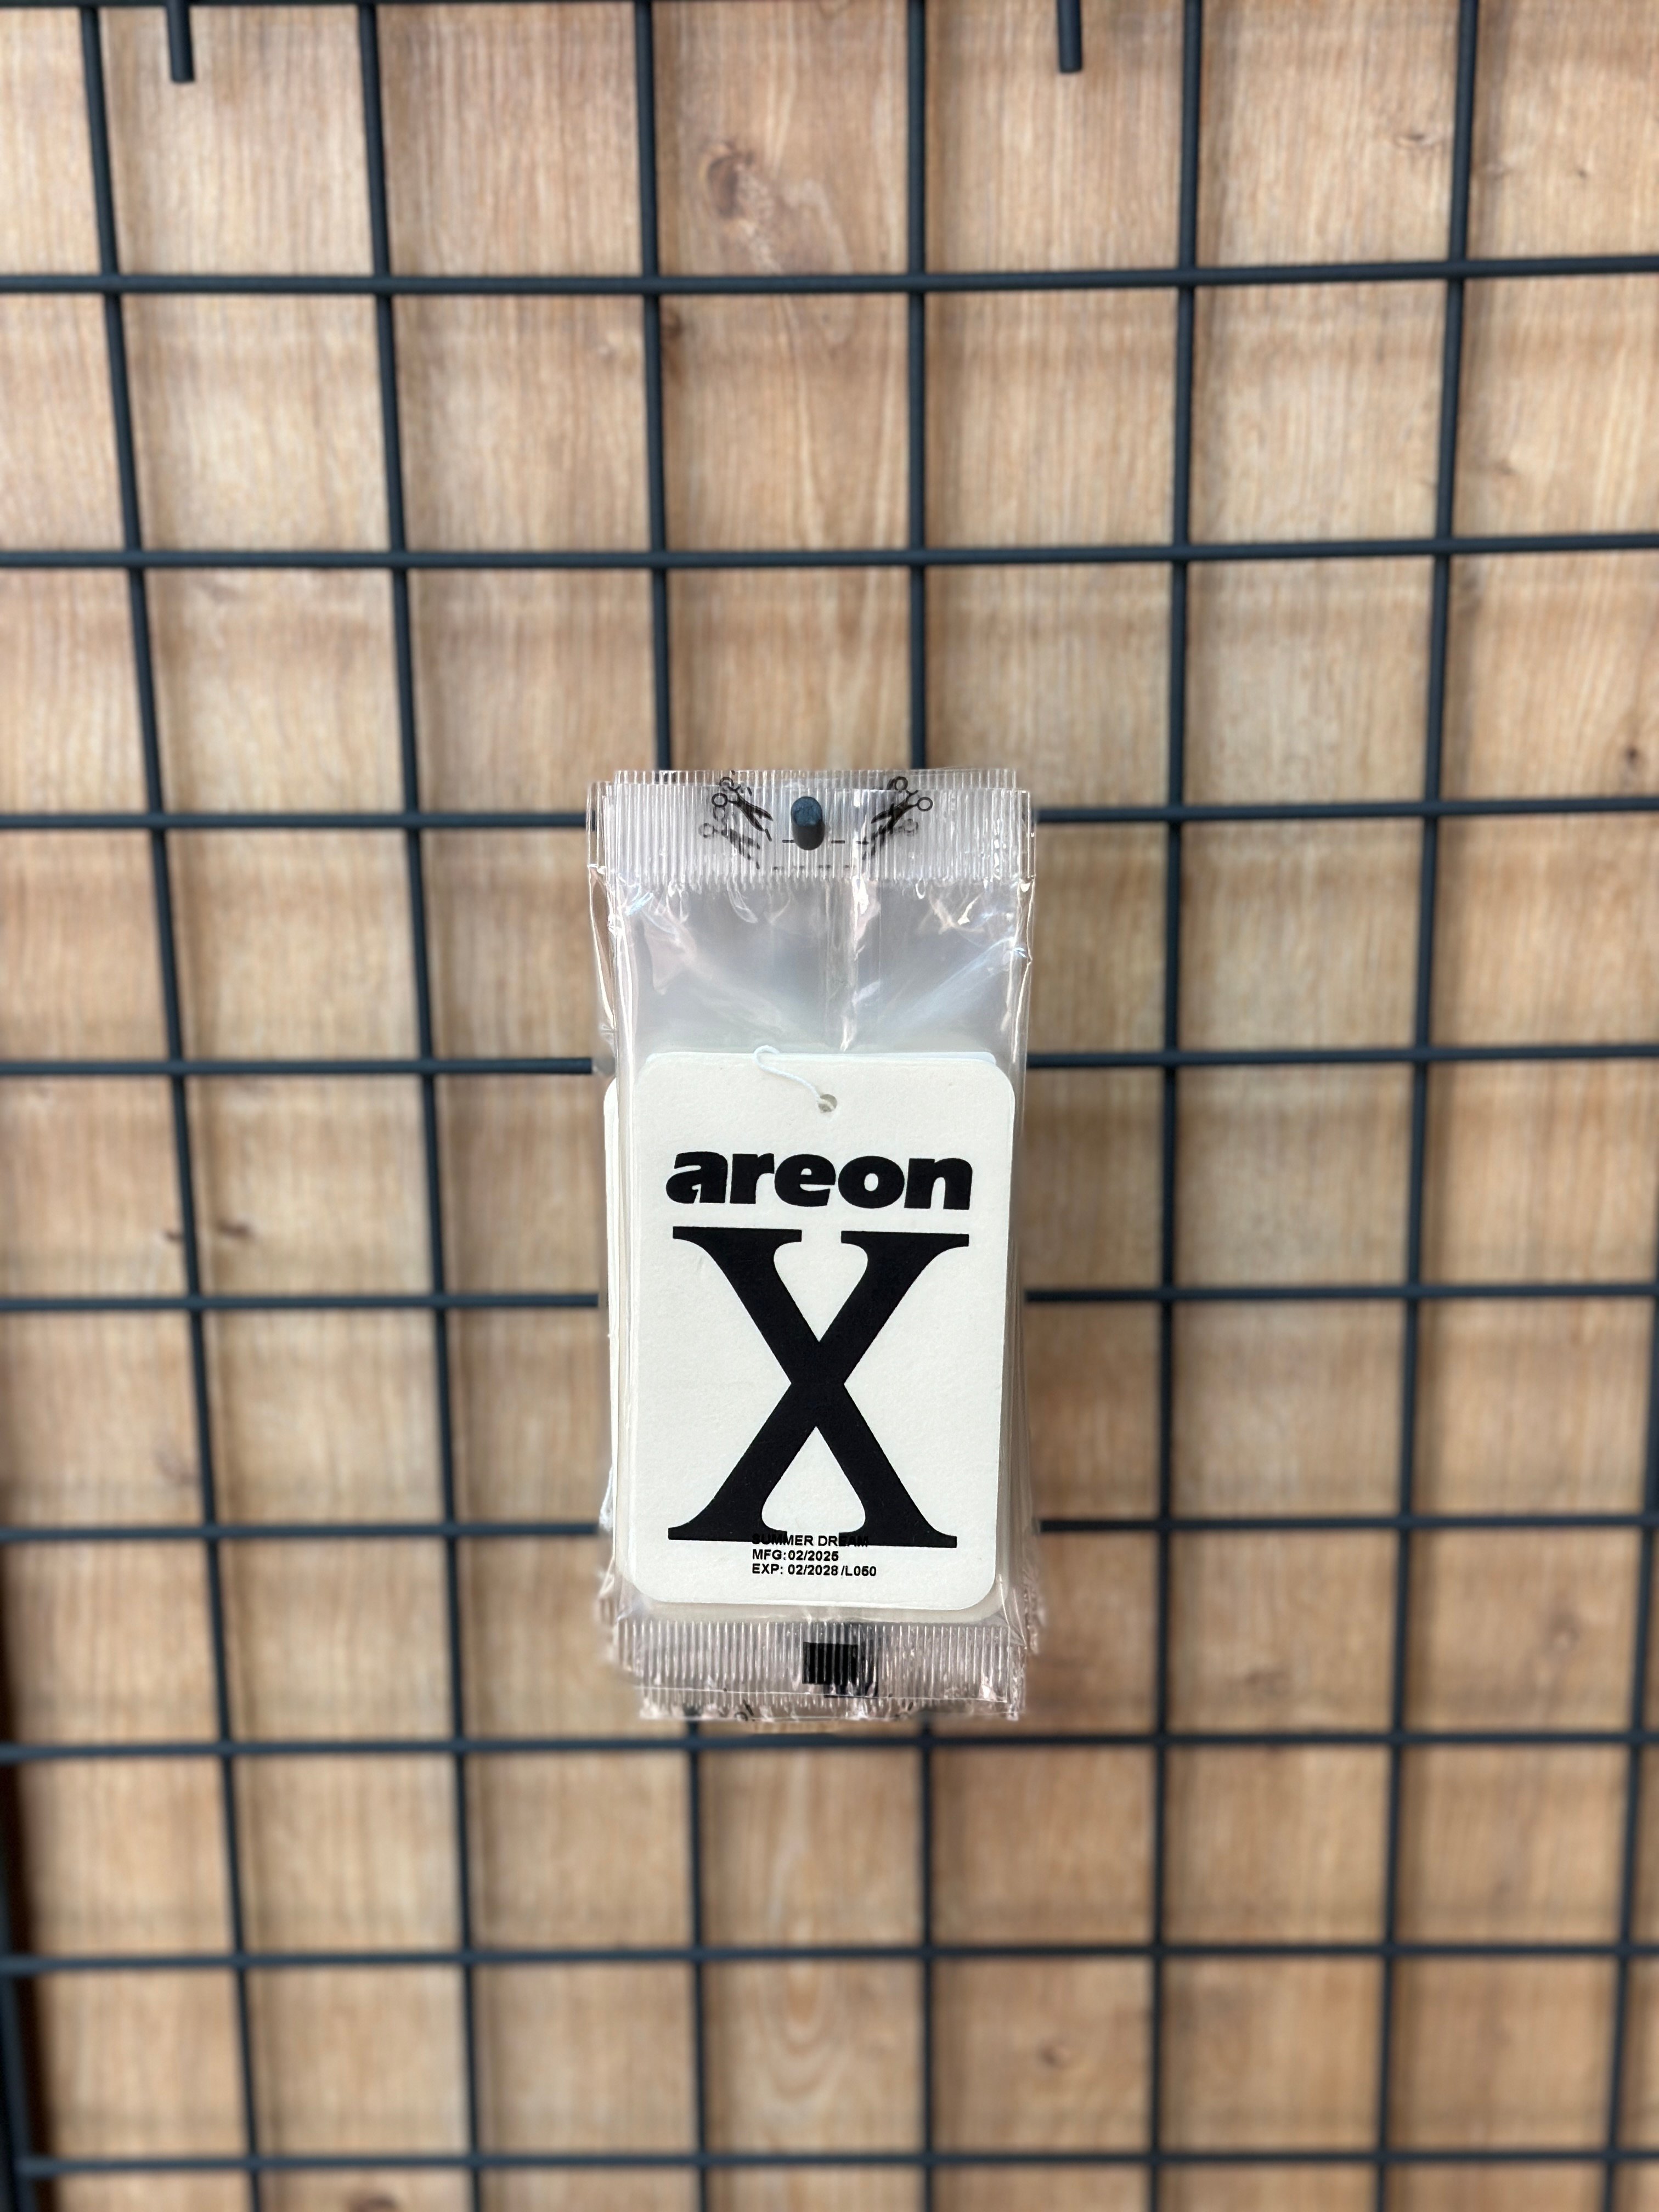 areon
X
SUMMER DREAM
MFG:02/2025
EXP: 02/2028/L050